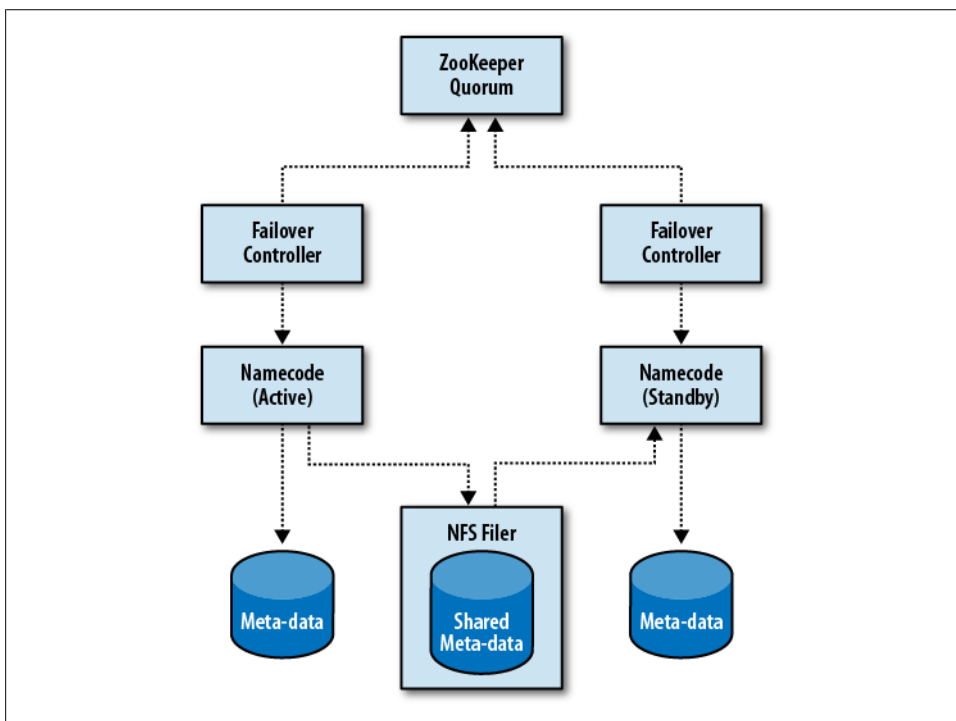 ZooKeeper
Quorum
Failover
Controller
Failover
Controller
Namecode
(Active)
Namecode
(Standby)
NFS Filer
Meta-data
Shared
Meta-data
Meta-data